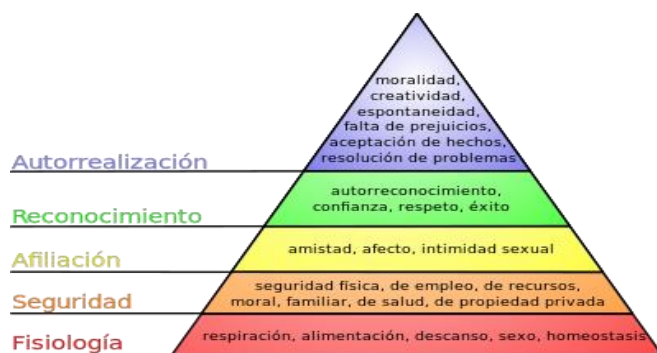 moralidad,
creatividad,
espontaneidad,
falta de prejuicios,
aceptación de hechos,
resolución de problemas
Autorrealización
autorreconocimiento,
confianza, respeto, éxito
Reconocimiento
amistad, afecto, intimidad sexual
Afiliación
seguridad física, de empleo, de recursos,
moral, familiar, de salud, de propiedad privada
Seguridad
respiración, alimentación, descanso, sexo, homeostasis
Fisiología